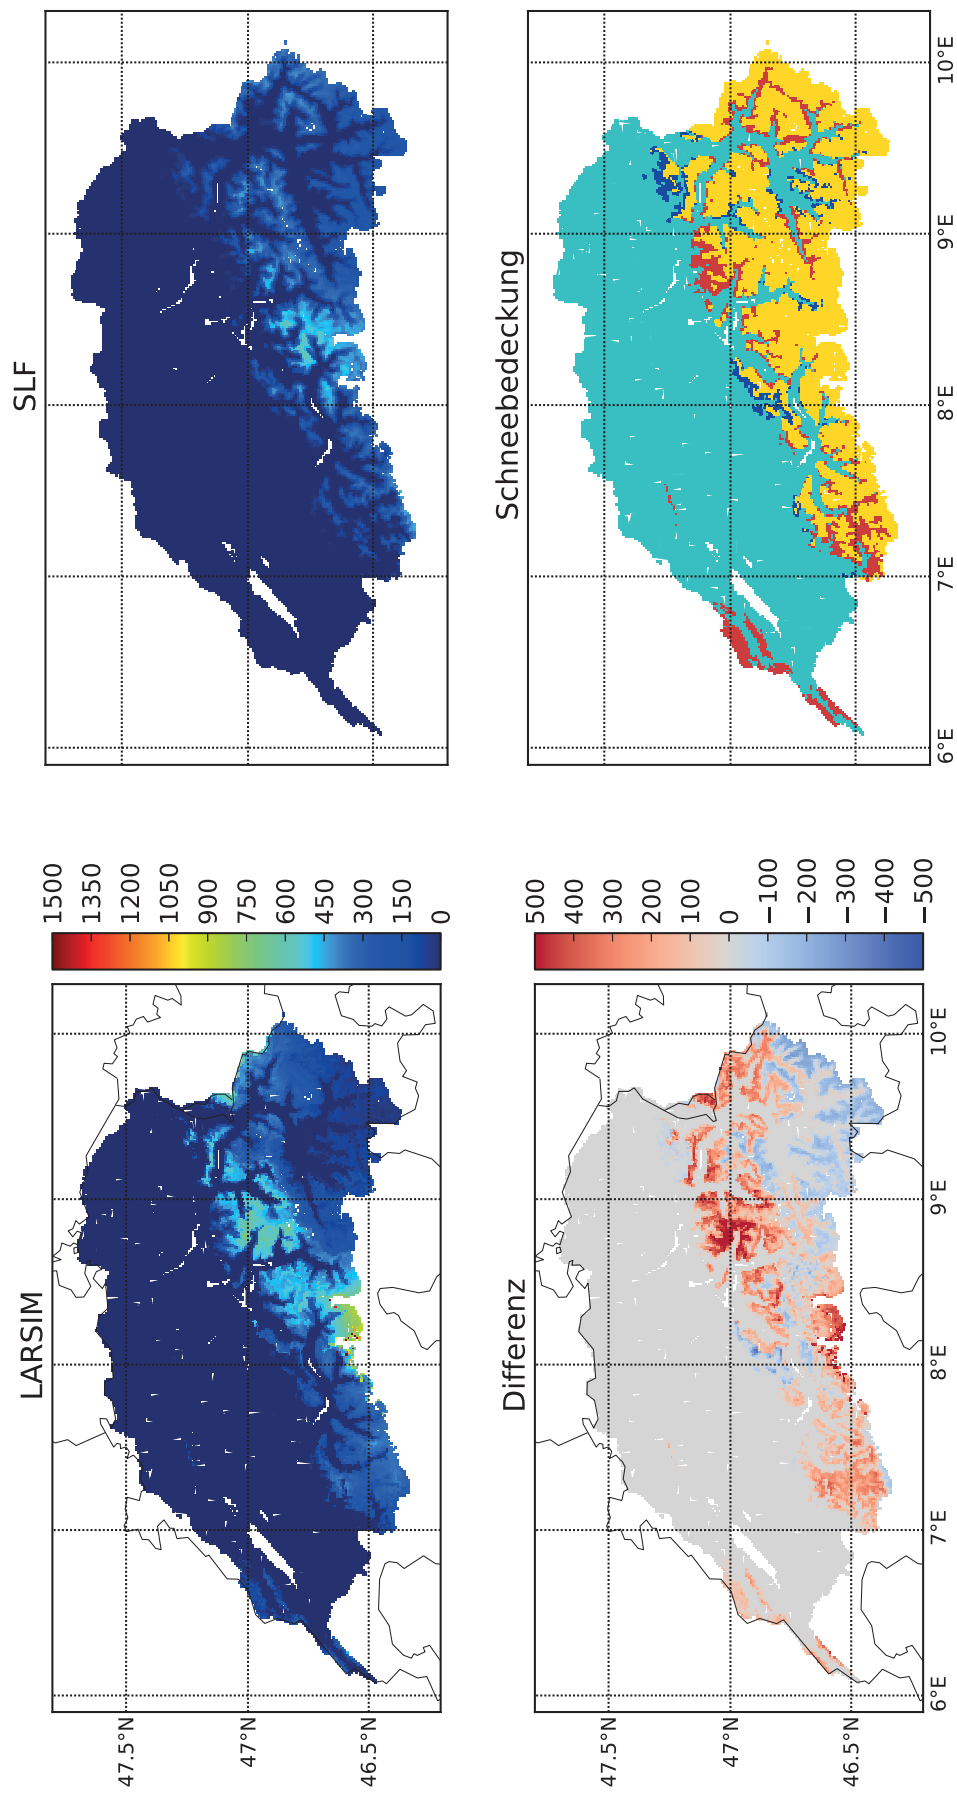 LARSIM
SLF
47.5°N
47°N
46.5°N
1500
1350
1200
1050
900
750
600
450
300
150
0
Differenz
Schneebedeckung
47.5°N
47°N
46.5°N
500
400
300
200
100
0
−100
−200
−300
−400
−500
6°E
7°E
8°E
9°E
10°E
6°E
7°E
8°E
9°E
10°E